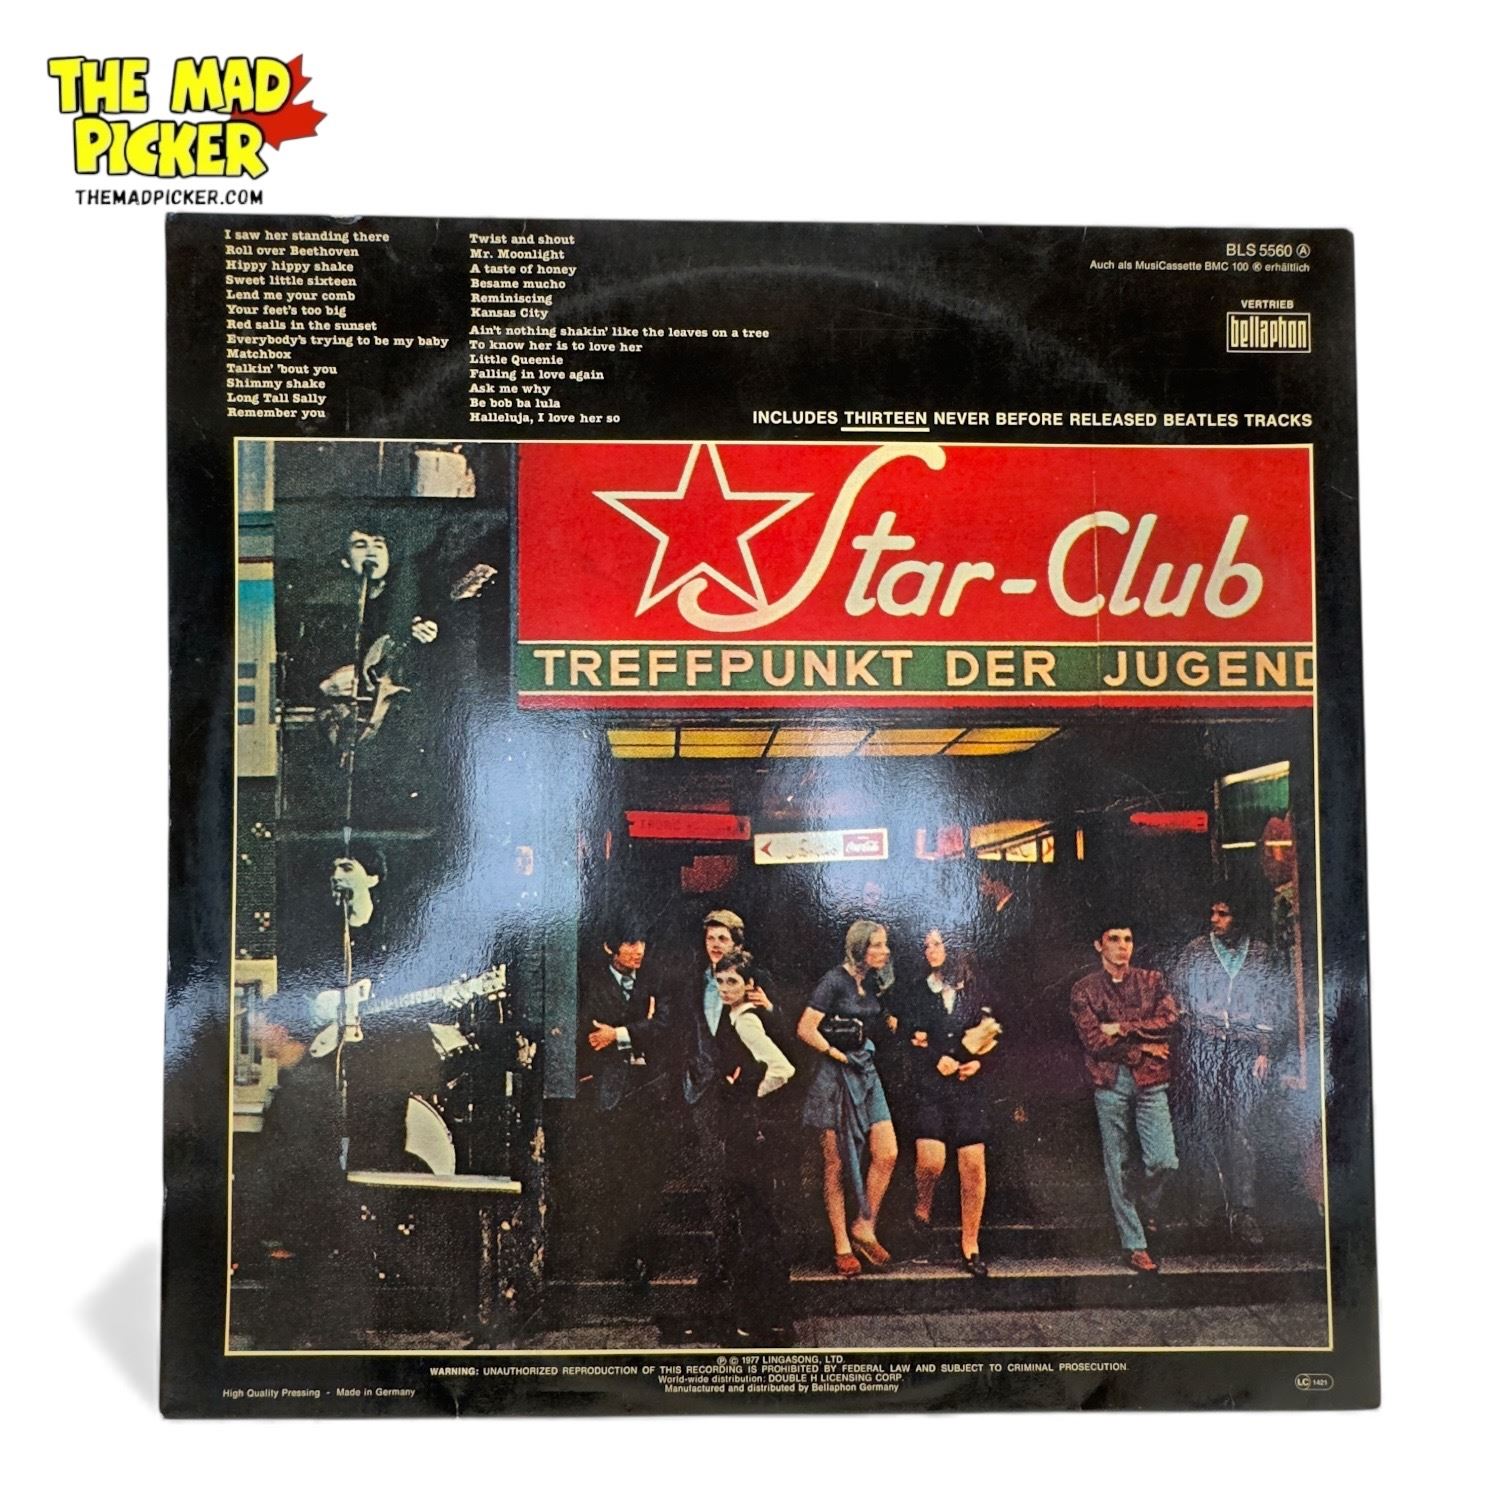 THE MAD
PICKER
THEMADPICKER.COM
I saw her standing there
Roll over Beethoven
Hippy hippy shake
Sweet little sixteen
Lend me your comb
Your feet's too big
Red sails in the sunset
Everybody's trying to be my baby
Matchbox
Talkin' 'bout you
Shimmy shake
Long Tall Sally
Remember you
Twist and shout
Mr. Moonlight
A taste of honey
Besame mucho
Reminiscing
Kansas City
Ain't nothing shakin' like the leaves on a tree
To know her is to love her
Little Queenie
Falling in love again
Ask me why
Be bob ba lula
Halleluja, I love her so
BLS 5560 Ⓐ
Auch als MusiCassette BMC 100 Ⓚ erhältlich
VERTRIEB
bellaphon
INCLUDES THIRTEEN NEVER BEFORE RELEASED BEATLES TRACKS
Star-Club
TREFFPUNKT DER JUGEND
Coca-Cola
℗ © 1977 LINGASONG, LTD.
WARNING: UNAUTHORIZED REPRODUCTION OF THIS RECORDING IS PROHIBITED BY FEDERAL LAW AND SUBJECT TO CRIMINAL PROSECUTION.
World-wide distribution: DOUBLE H LICENSING CORP.
Manufactured and distributed by Bellaphon Germany
High Quality Pressing - Made in Germany
LC 1421